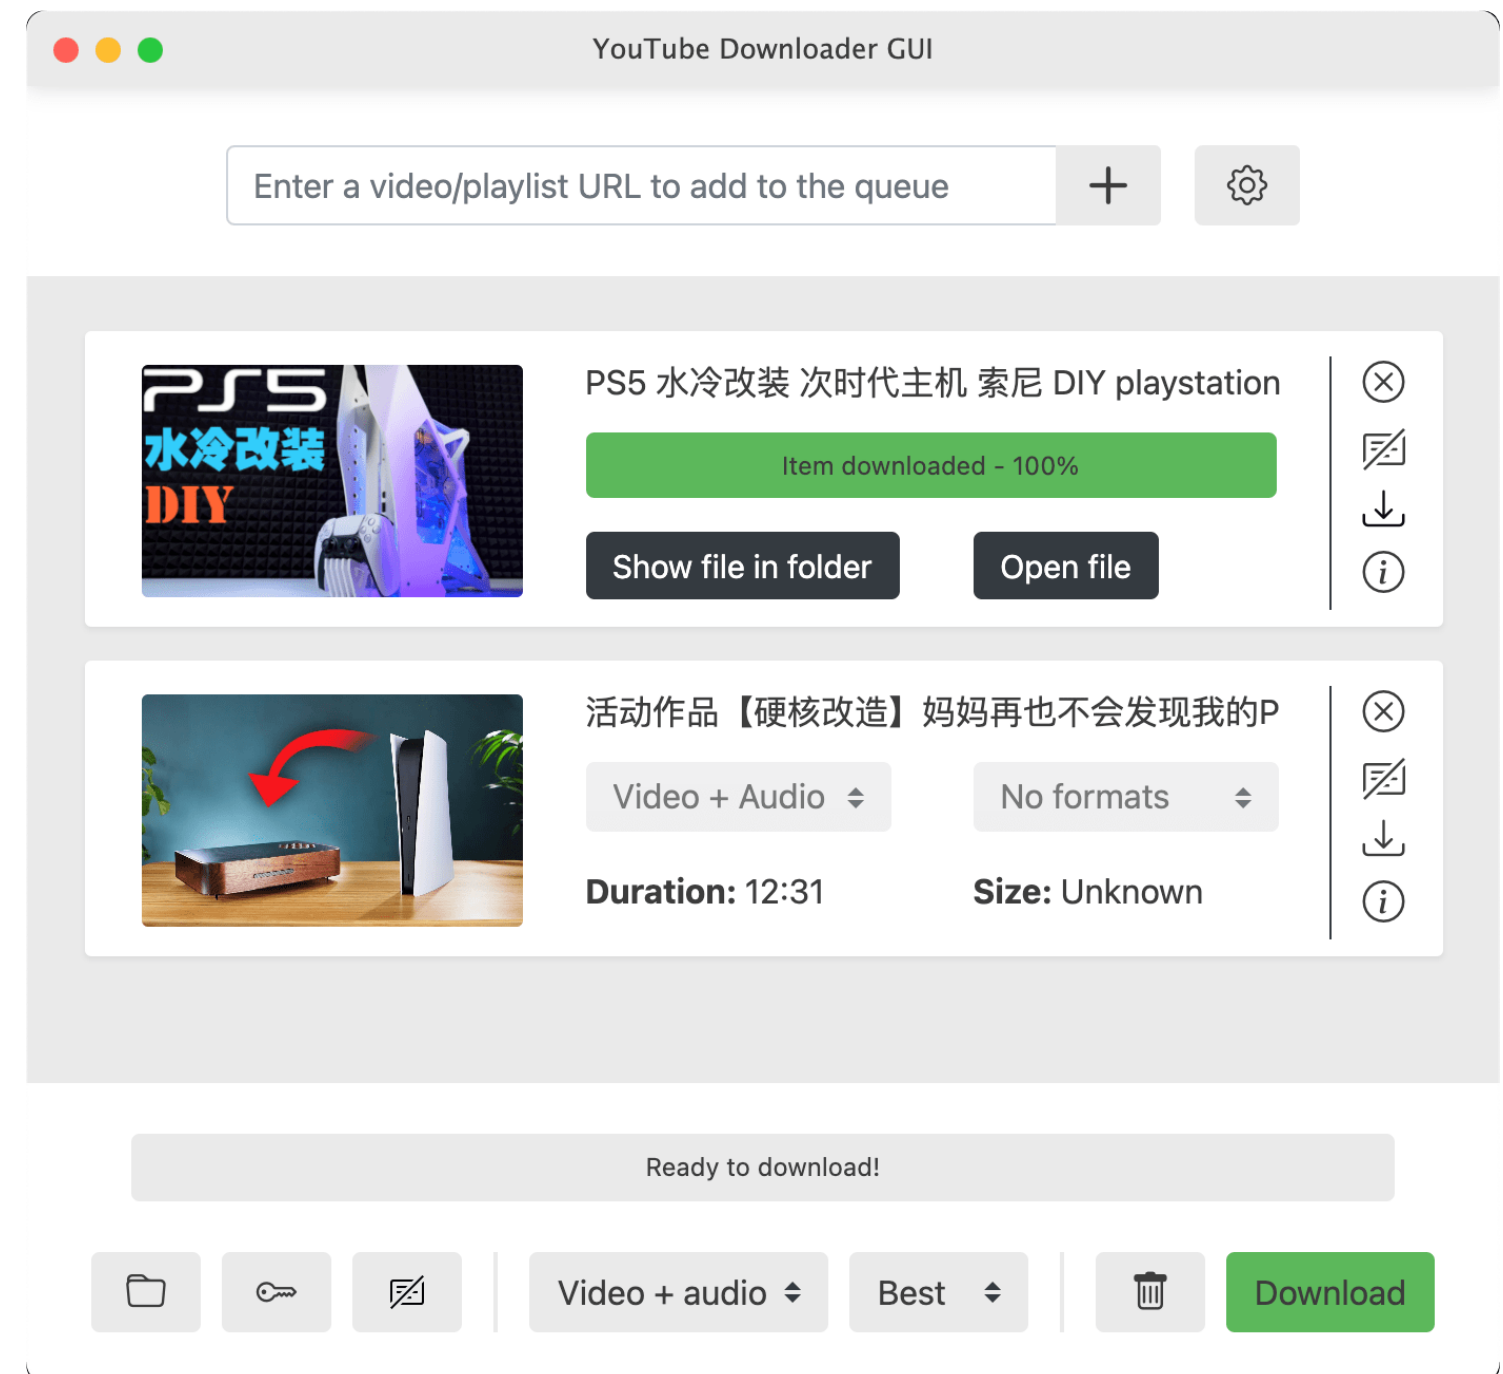 YouTube Downloader GUI
Enter a video/playlist URL to add to the queue
PS5
水冷改装
DIY
PS5 水冷改装 次时代主机 索尼 DIY playstation
Item downloaded - 100%
Show file in folder
Open file
活动作品【硬核改造】妈妈再也不会发现我的P
Video + Audio
No formats
Duration: 12:31
Size: Unknown
Ready to download!
Video + audio
Best
Download